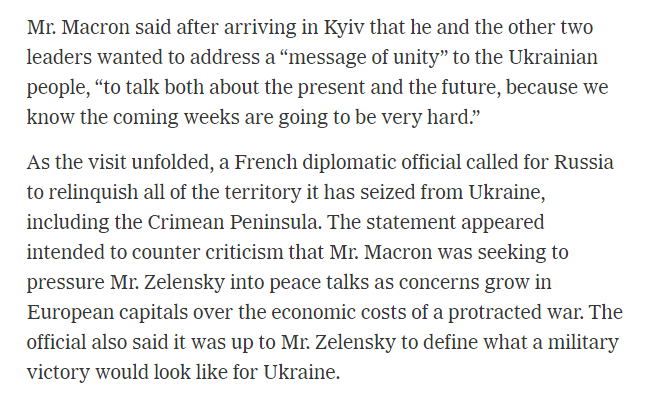 Mr. Macron said after arriving in Kyiv that he and the other two
leaders wanted to address a “message of unity” to the Ukrainian
people, “to talk both about the present and the future, because we
know the coming weeks are going to be very hard.”
As the visit unfolded, a French diplomatic official called for Russia
to relinquish all of the territory it has seized from Ukraine,
including the Crimean Peninsula. The statement appeared
intended to counter criticism that Mr. Macron was seeking to
pressure Mr. Zelensky into peace talks as concerns grow in
European capitals over the economic costs of a protracted war. The
official also said it was up to Mr. Zelensky to define what a military
victory would look like for Ukraine.